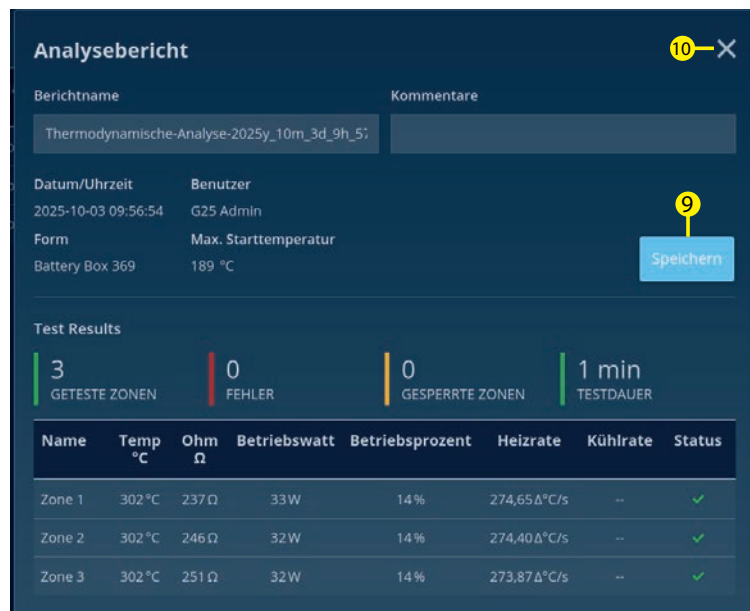 Analysebericht
10
Berichtname Kommentare
Thermodynamische-Analyse-2025y_10m_3d_9h_57
Datum/Uhrzeit Benutzer
2025-10-03 09:56:54 G25 Admin
9
Form Max. Starttemperatur
Battery Box 369 189 °C
Speichern
Test Results
3 0 0 1 min
GETESTE ZONEN FEHLER GESPERRTE ZONEN TESTDAUER
Name Temp °C Ohm Ω Betriebswatt Betriebsprozent Heizrate Kühlrate Status
Zone 1 302°C 237Ω 33W 14% 274,65Δ°C/s --
Zone 2 302°C 246Ω 32W 14% 274,40Δ°C/s --
Zone 3 302°C 251Ω 32W 14% 273,87Δ°C/s --